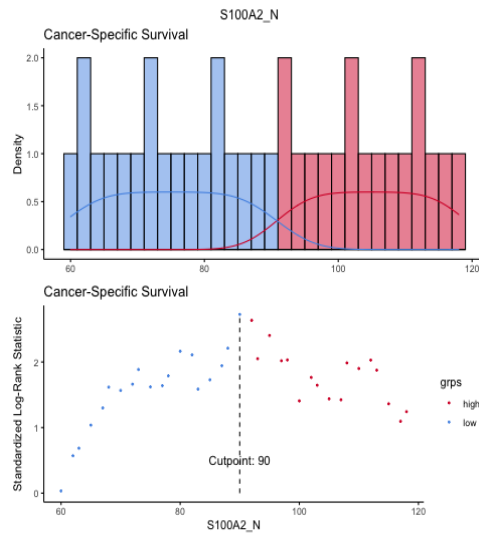 S100A2_N
Cancer-Specific Survival
Density
2.0
1.5
1.0
0.5
0.0
60 80 100 120
Cancer-Specific Survival
Standardized Log-Rank Statistic
2
1
0
Cutpoint: 90
60 80 100 120
S100A2_N
grps
high
low